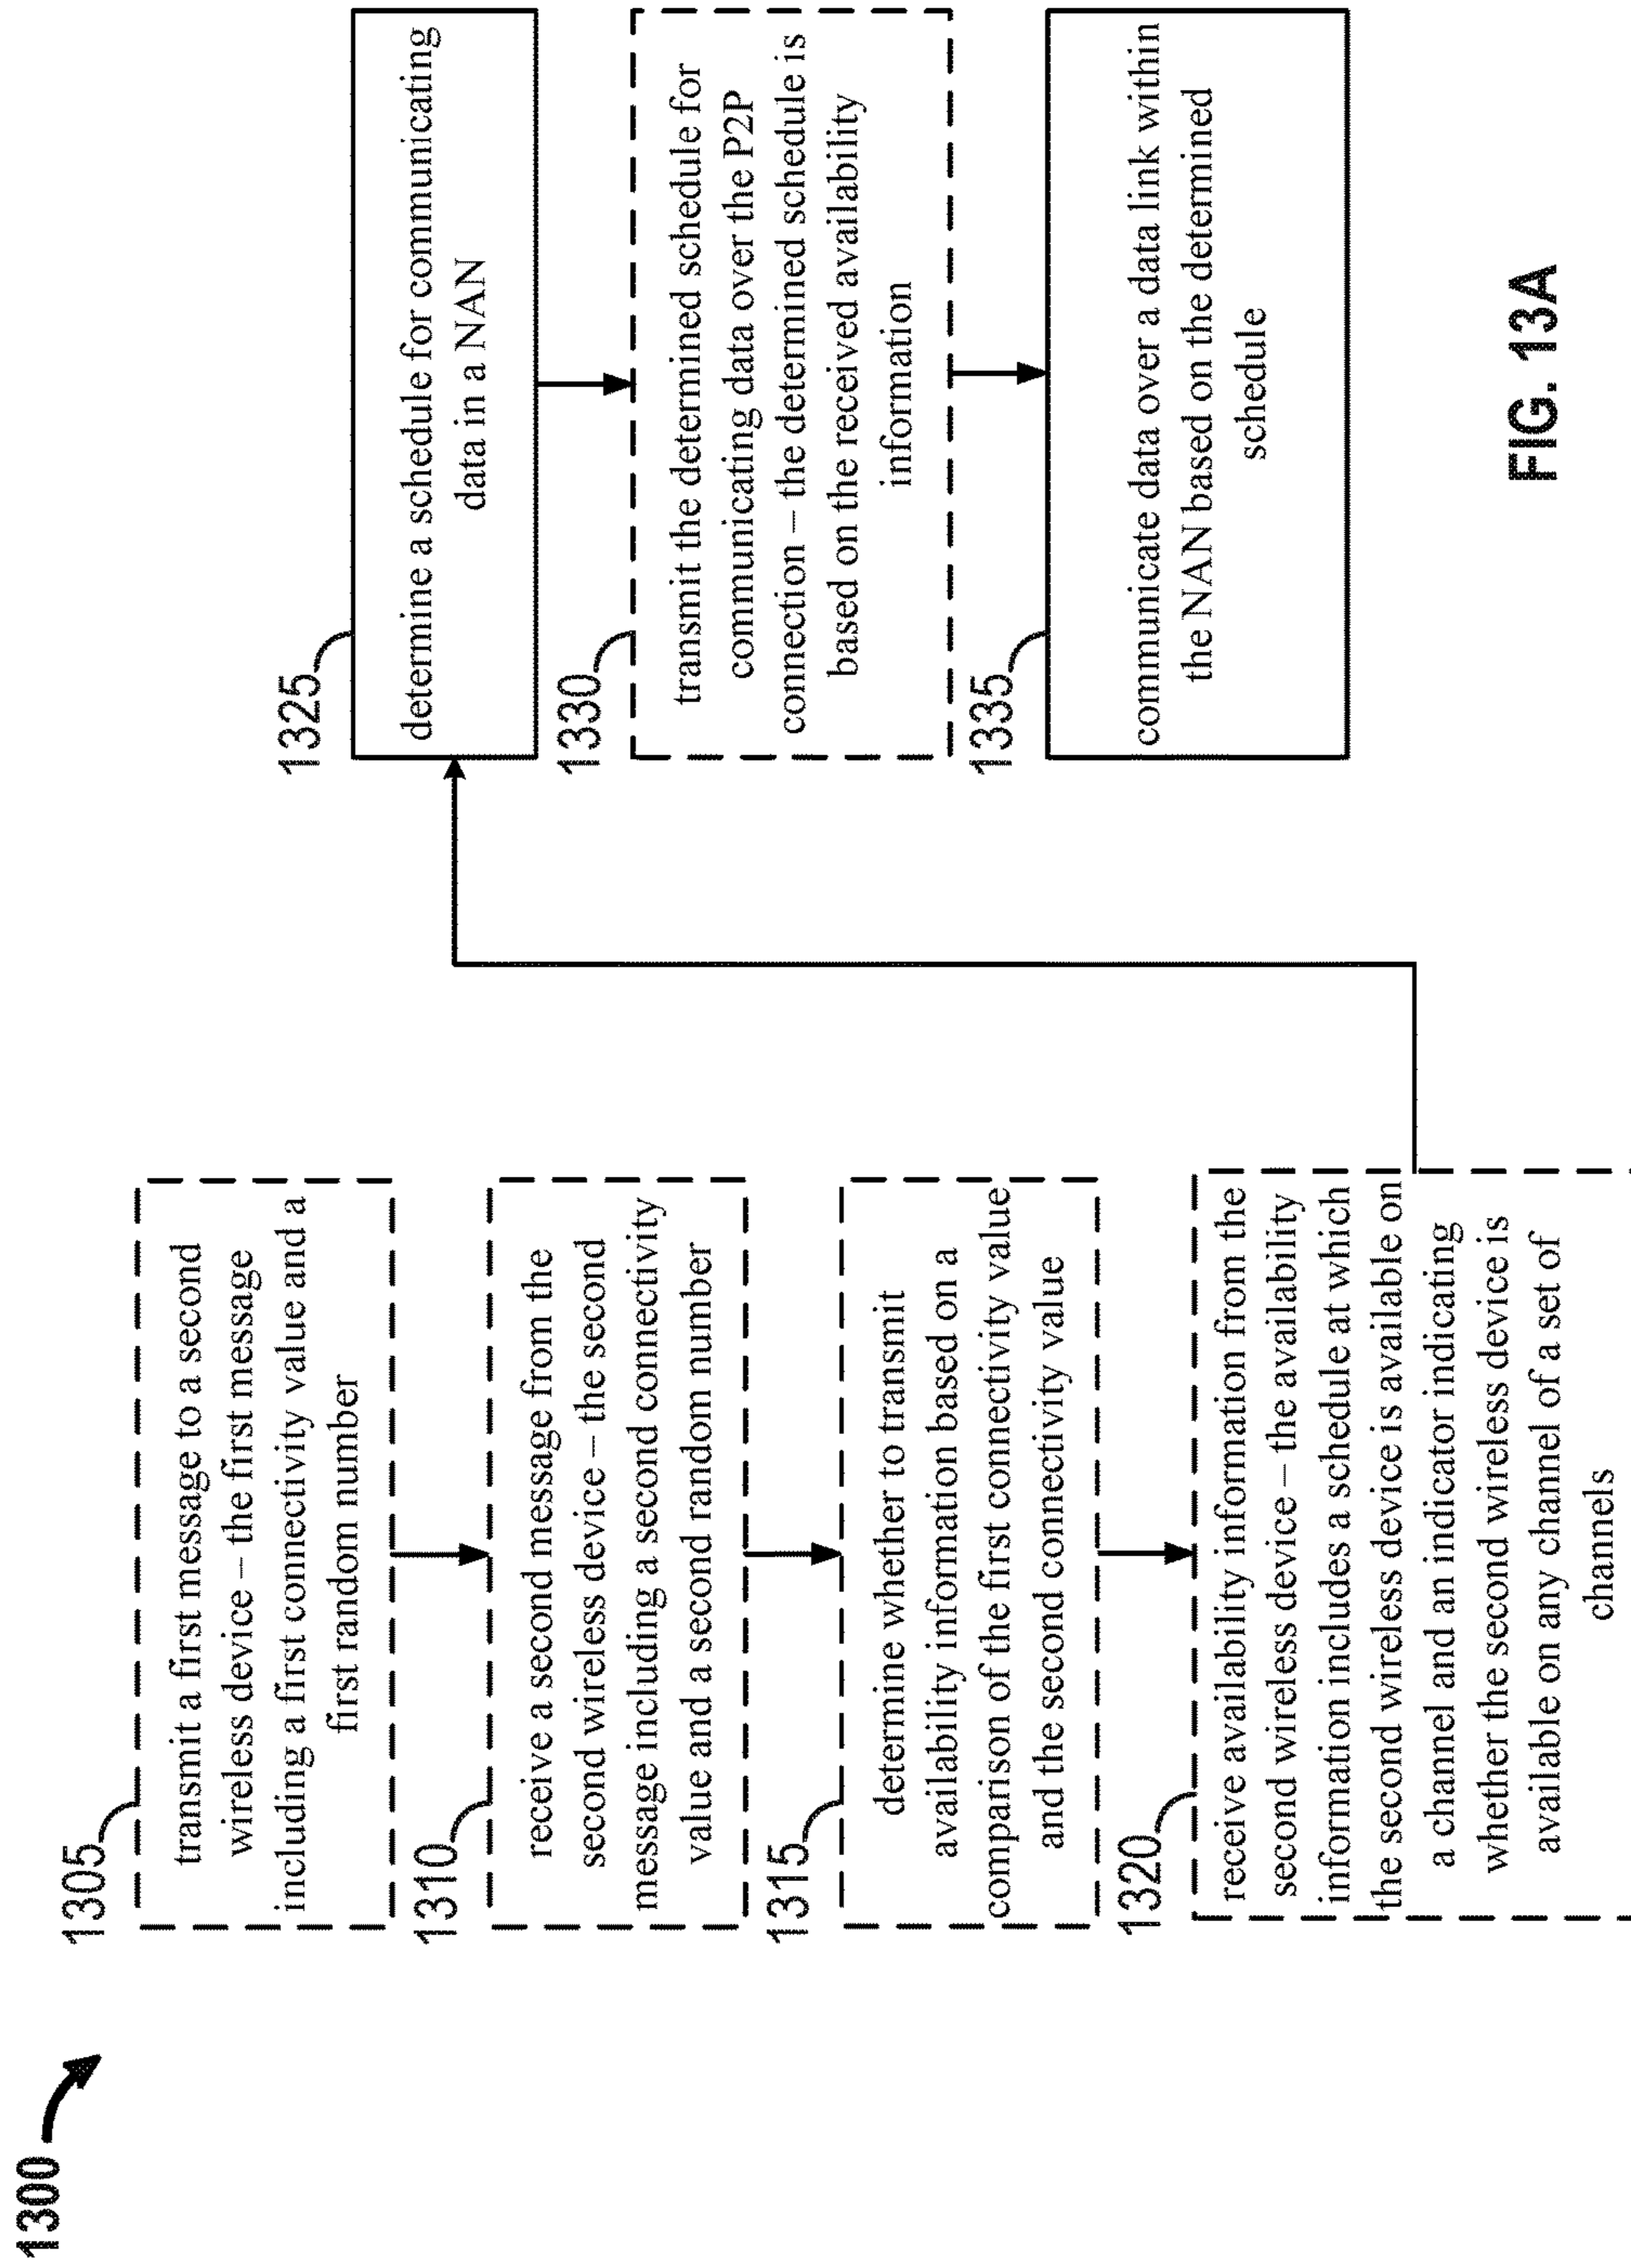 1300
1305
transmit a first message to a second
wireless device – the first message
including a first connectivity value and a
first random number
1310
receive a second message from the
second wireless device – the second
message including a second connectivity
value and a second random number
1315
determine whether to transmit
availability information based on a
comparison of the first connectivity value
and the second connectivity value
1320
receive availability information from the
second wireless device – the availability
information includes a schedule at which
the second wireless device is available on
a channel and an indicator indicating
whether the second wireless device is
available on any channel of a set of
channels
1325
determine a schedule for communicating
data in a NAN
1330
transmit the determined schedule for
communicating data over the P2P
connection – the determined schedule is
based on the received availability
information
1335
communicate data over a data link within
the NAN based on the determined
schedule
FIG. 13A